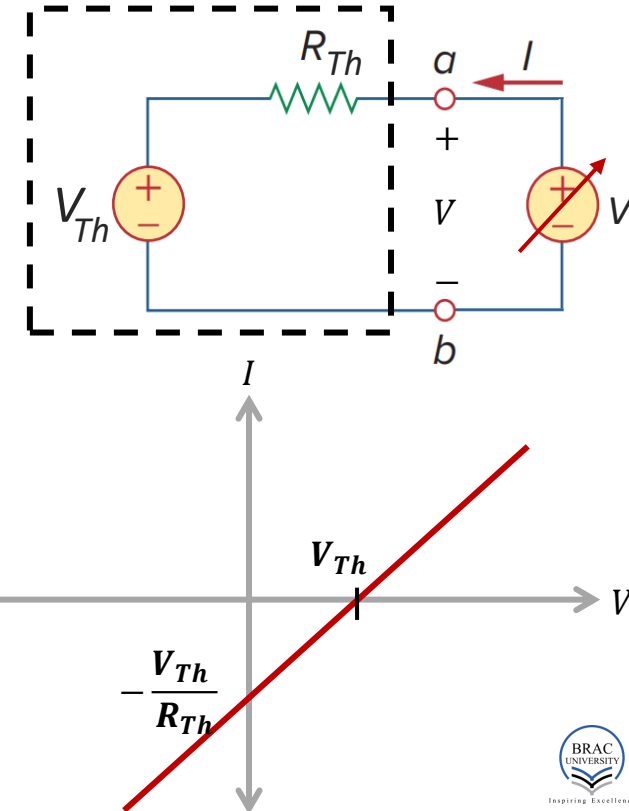 R_Th
a
I
+
+
+
V_Th
V
V
−
−
−
b
I
V_Th
V
− V_Th / R_Th
BRAC
UNIVERSITY
Inspiring Excellence